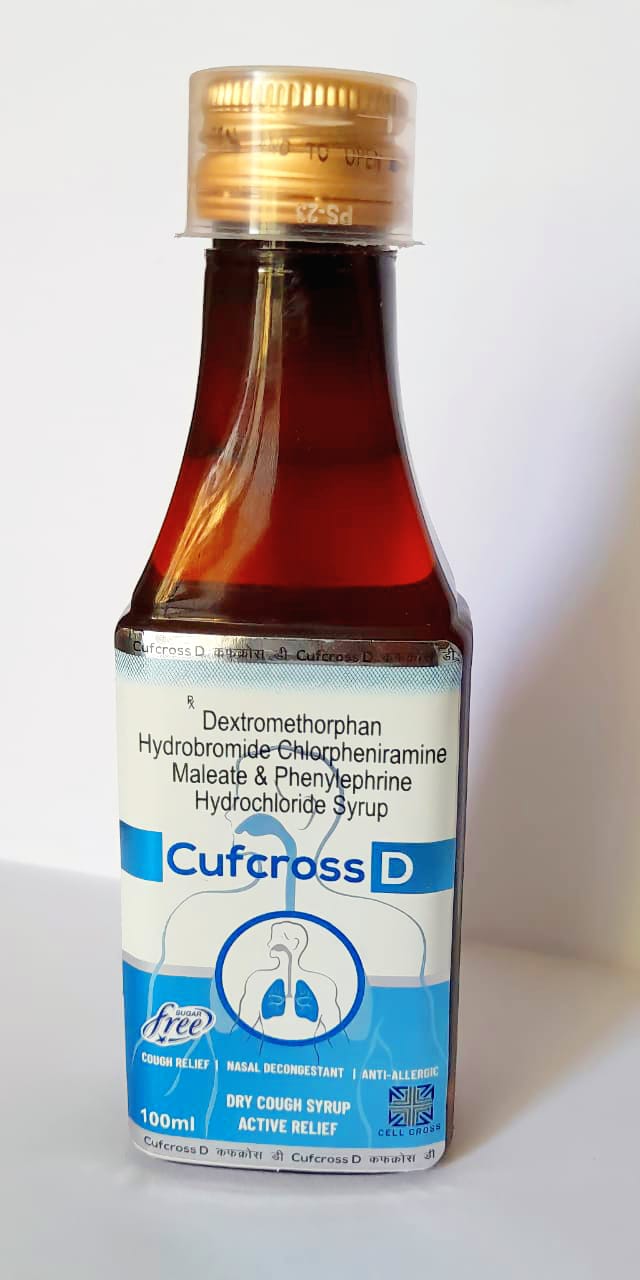 PS-23
Cufcross D कफक्रोस डी Cufcross D कफक्रोस डी
Rx
Dextromethorphan
Hydrobromide Chlorpheniramine
Maleate & Phenylephrine
Hydrochloride Syrup
Cufcross D
SUGAR
free
COUGH RELIEF | NASAL DECONGESTANT | ANTI-ALLERGIC
DRY COUGH SYRUP
ACTIVE RELIEF
100ml
CELL CROSS
Cufcross D कफक्रोस डी Cufcross D कफक्रोस डी